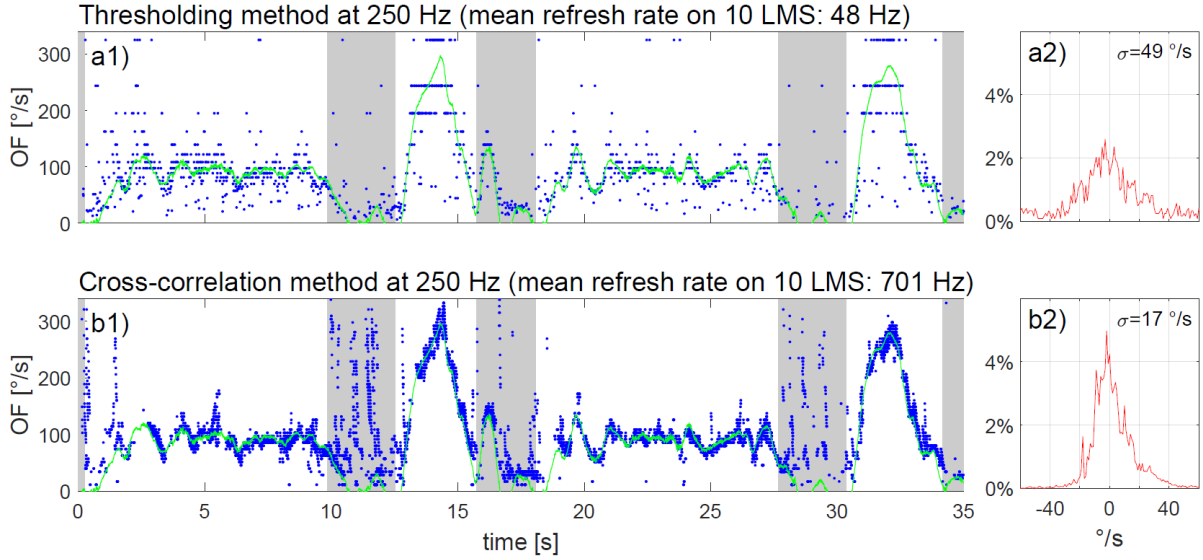 Thresholding method at 250 Hz (mean refresh rate on 10 LMS: 48 Hz)
OF [°/s]
300
200
100
0
a1)
a2)
σ=49 °/s
4%
2%
0%
Cross-correlation method at 250 Hz (mean refresh rate on 10 LMS: 701 Hz)
OF [°/s]
300
200
100
0
b1)
0 5 10 15 20 25 30 35
time [s]
b2)
σ=17 °/s
4%
2%
0%
-40 0 40
°/s